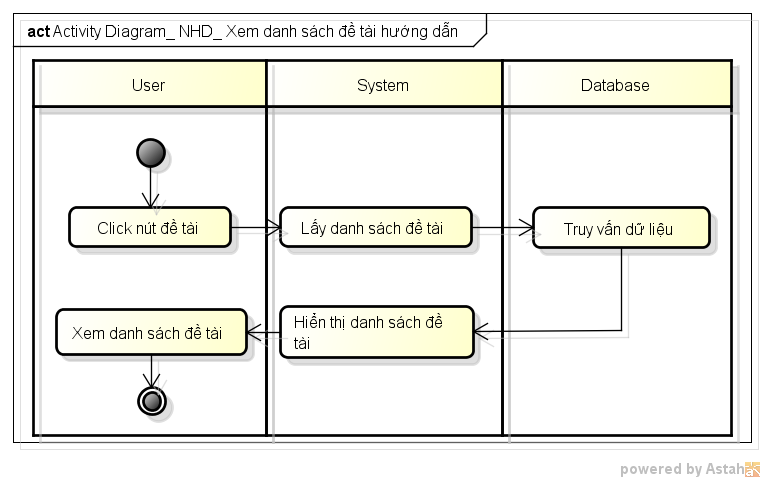 act Activity Diagram_ NHD_ Xem danh sách đề tài hướng dẫn
User
System
Database
Click nút đề tài
Lấy danh sách đề tài
Truy vấn dữ liệu
Xem danh sách đề tài
Hiển thị danh sách đề
tài
powered by Astah